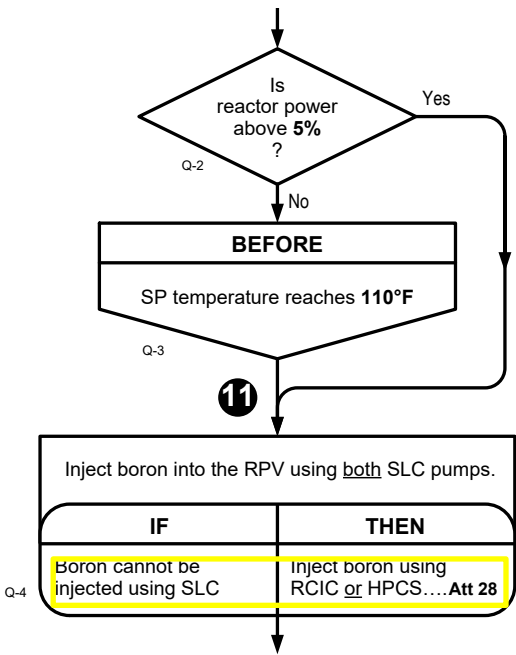 Is
reactor power
above 5%
?
Yes
Q-2
No
BEFORE
SP temperature reaches 110°F
Q-3
11
Inject boron into the RPV using both SLC pumps.
IF
THEN
Boron cannot be
injected using SLC
Inject boron using
RCIC or HPCS....Att 28
Q-4